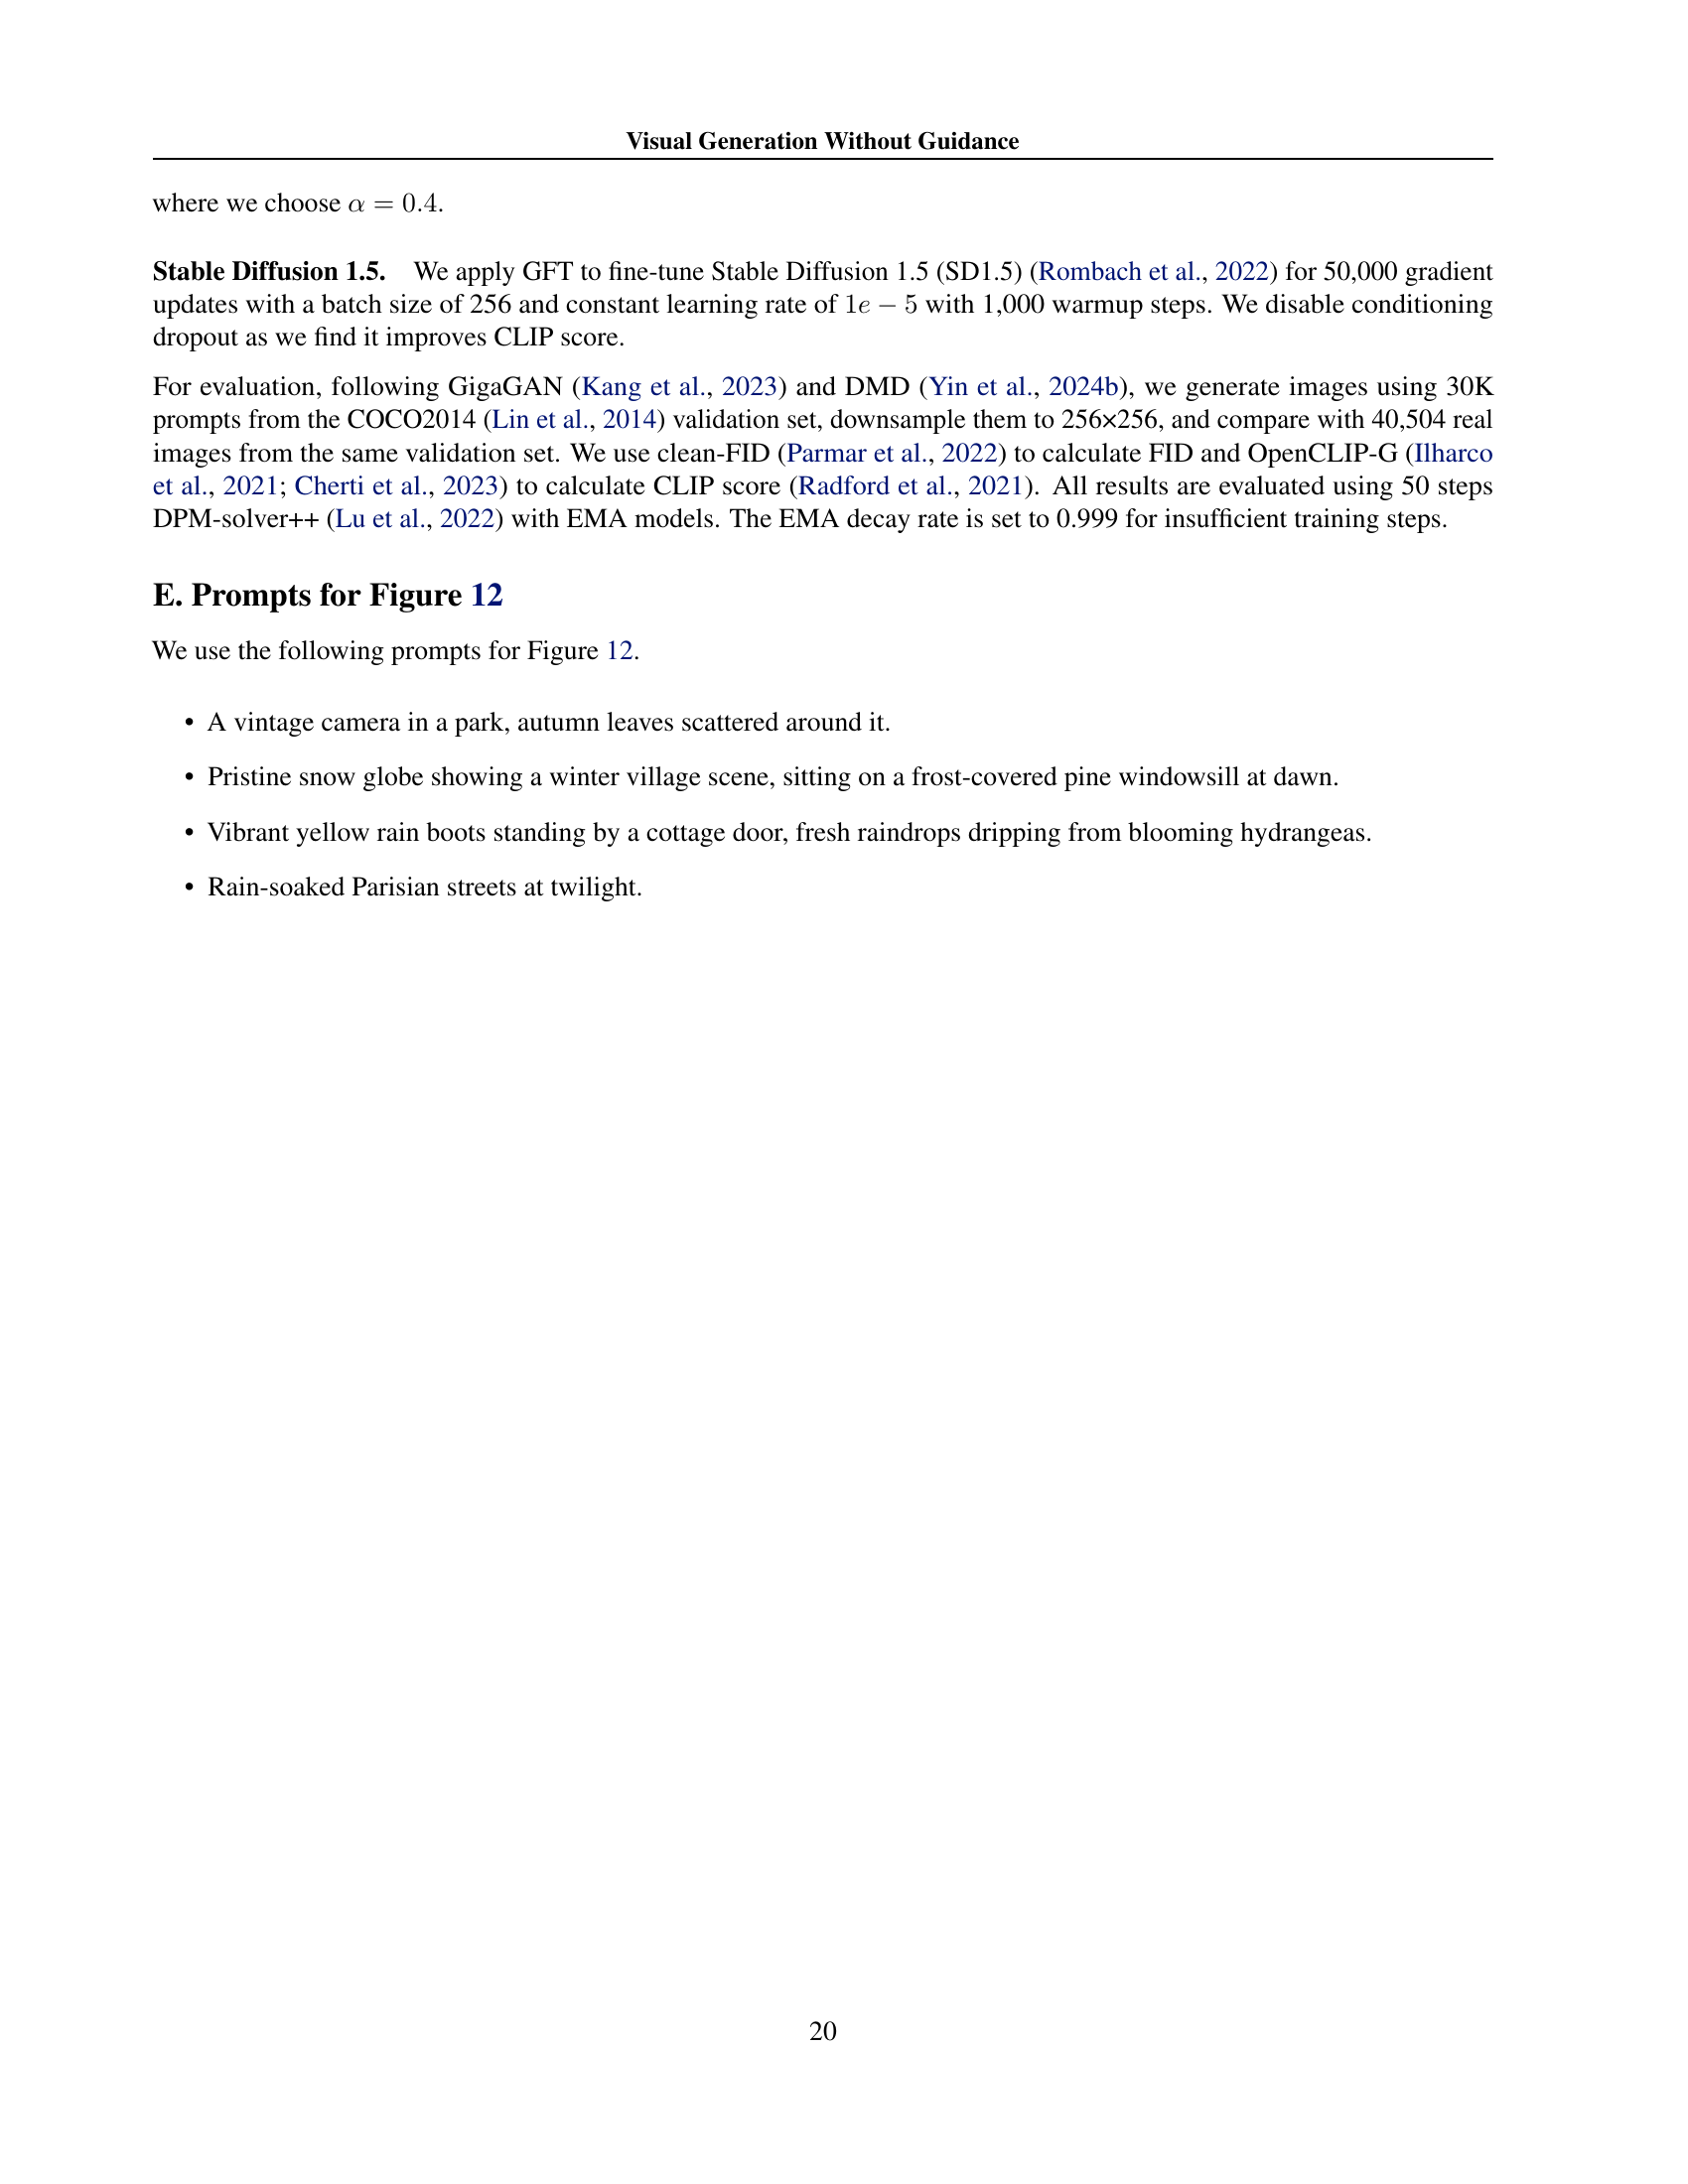 Visual Generation Without Guidance
where we choose α = 0.4.
Stable Diffusion 1.5. We apply GFT to fine-tune Stable Diffusion 1.5 (SD1.5) (Rombach et al., 2022) for 50,000 gradient
updates with a batch size of 256 and constant learning rate of 1e − 5 with 1,000 warmup steps. We disable conditioning
dropout as we find it improves CLIP score.
For evaluation, following GigaGAN (Kang et al., 2023) and DMD (Yin et al., 2024b), we generate images using 30K
prompts from the COCO2014 (Lin et al., 2014) validation set, downsample them to 256×256, and compare with 40,504 real
images from the same validation set. We use clean-FID (Parmar et al., 2022) to calculate FID and OpenCLIP-G (Ilharco
et al., 2021; Cherti et al., 2023) to calculate CLIP score (Radford et al., 2021). All results are evaluated using 50 steps
DPM-solver++ (Lu et al., 2022) with EMA models. The EMA decay rate is set to 0.999 for insufficient training steps.
E. Prompts for Figure 12
We use the following prompts for Figure 12.
• A vintage camera in a park, autumn leaves scattered around it.
• Pristine snow globe showing a winter village scene, sitting on a frost-covered pine windowsill at dawn.
• Vibrant yellow rain boots standing by a cottage door, fresh raindrops dripping from blooming hydrangeas.
• Rain-soaked Parisian streets at twilight.
20